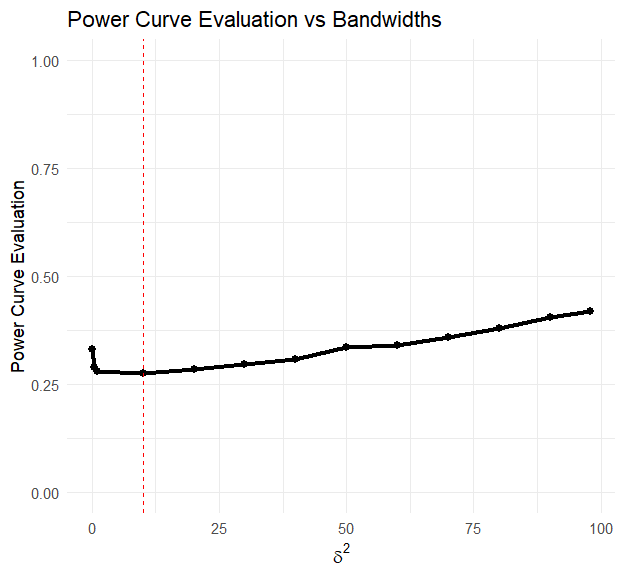 Power Curve Evaluation vs Bandwidths
Power Curve Evaluation
1.00
0.75
0.50
0.25
0.00
0 25 50 75 100
δ²